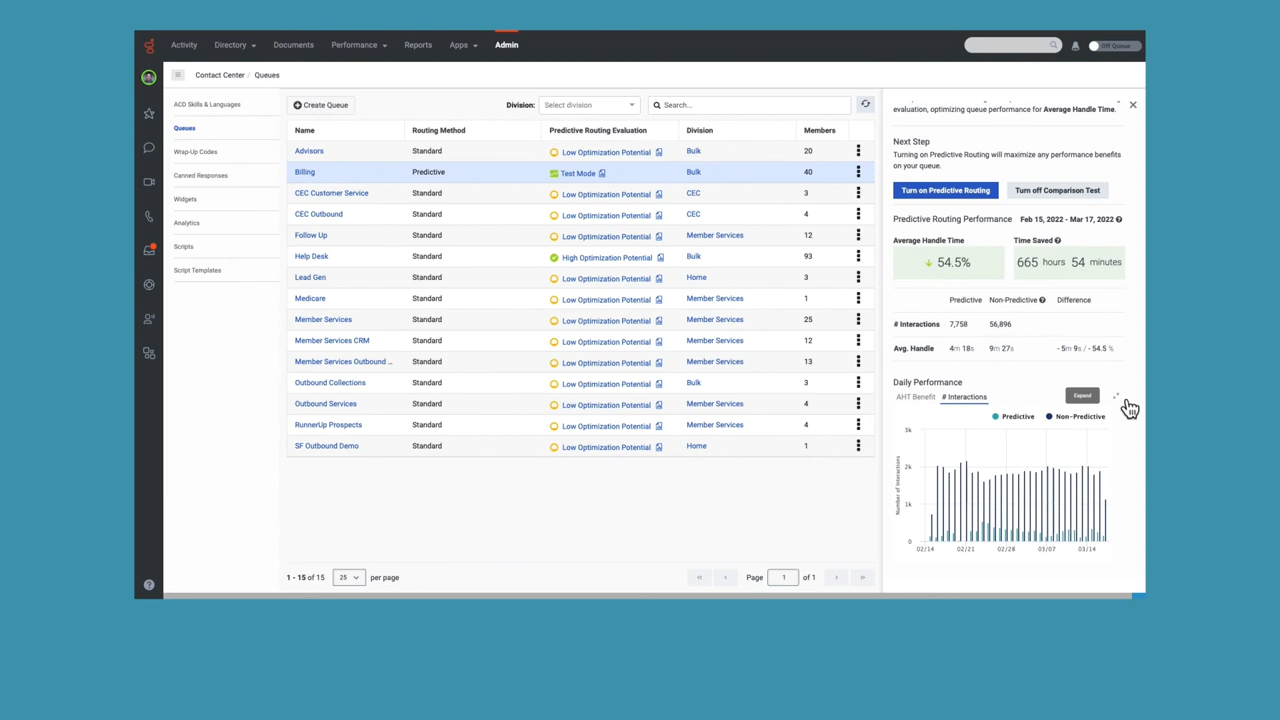 Activity Directory Documents Performance Reports Apps Admin Off Queue
Contact Center / Queues
ACD Skills & Languages
Queues
Wrap-Up Codes
Canned Responses
Widgets
Analytics
Scripts
Script Templates
Create Queue Division: Select division Search...
Name Routing Method Predictive Routing Evaluation Division Members
Advisors Standard Low Optimization Potential Bulk 20
Billing Predictive Test Mode Bulk 40
CEC Customer Service Standard Low Optimization Potential CEC 3
CEC Outbound Standard Low Optimization Potential CEC 4
Follow Up Standard Low Optimization Potential Member Services 12
Help Desk Standard High Optimization Potential Bulk 93
Lead Gen Standard Low Optimization Potential Home 3
Medicare Standard Low Optimization Potential Member Services 1
Member Services Standard Low Optimization Potential Member Services 25
Member Services CRM Standard Low Optimization Potential Member Services 12
Member Services Outbound ... Standard Low Optimization Potential Member Services 13
Outbound Collections Standard Low Optimization Potential Bulk 3
Outbound Services Standard Low Optimization Potential Member Services 4
RunnerUp Prospects Standard Low Optimization Potential Member Services 4
SF Outbound Demo Standard Low Optimization Potential Home 1
1 - 15 of 15 25 per page Page 1 of 1
evaluation, optimizing queue performance for Average Handle Time.
Next Step
Turning on Predictive Routing will maximize any performance benefits
on your queue.
Turn on Predictive Routing Turn off Comparison Test
Predictive Routing Performance Feb 15, 2022 - Mar 17, 2022
Average Handle Time Time Saved
54.5% 665 hours 54 minutes
Predictive Non-Predictive Difference
# Interactions 7,758 56,896
Avg. Handle 4m 18s 9m 27s - 5m 9s / - 54.5 %
Daily Performance
AHT Benefit # Interactions Expand
Predictive Non-Predictive
Number of Interactions
3k
2k
1k
0
02/14 02/21 02/28 03/07 03/14